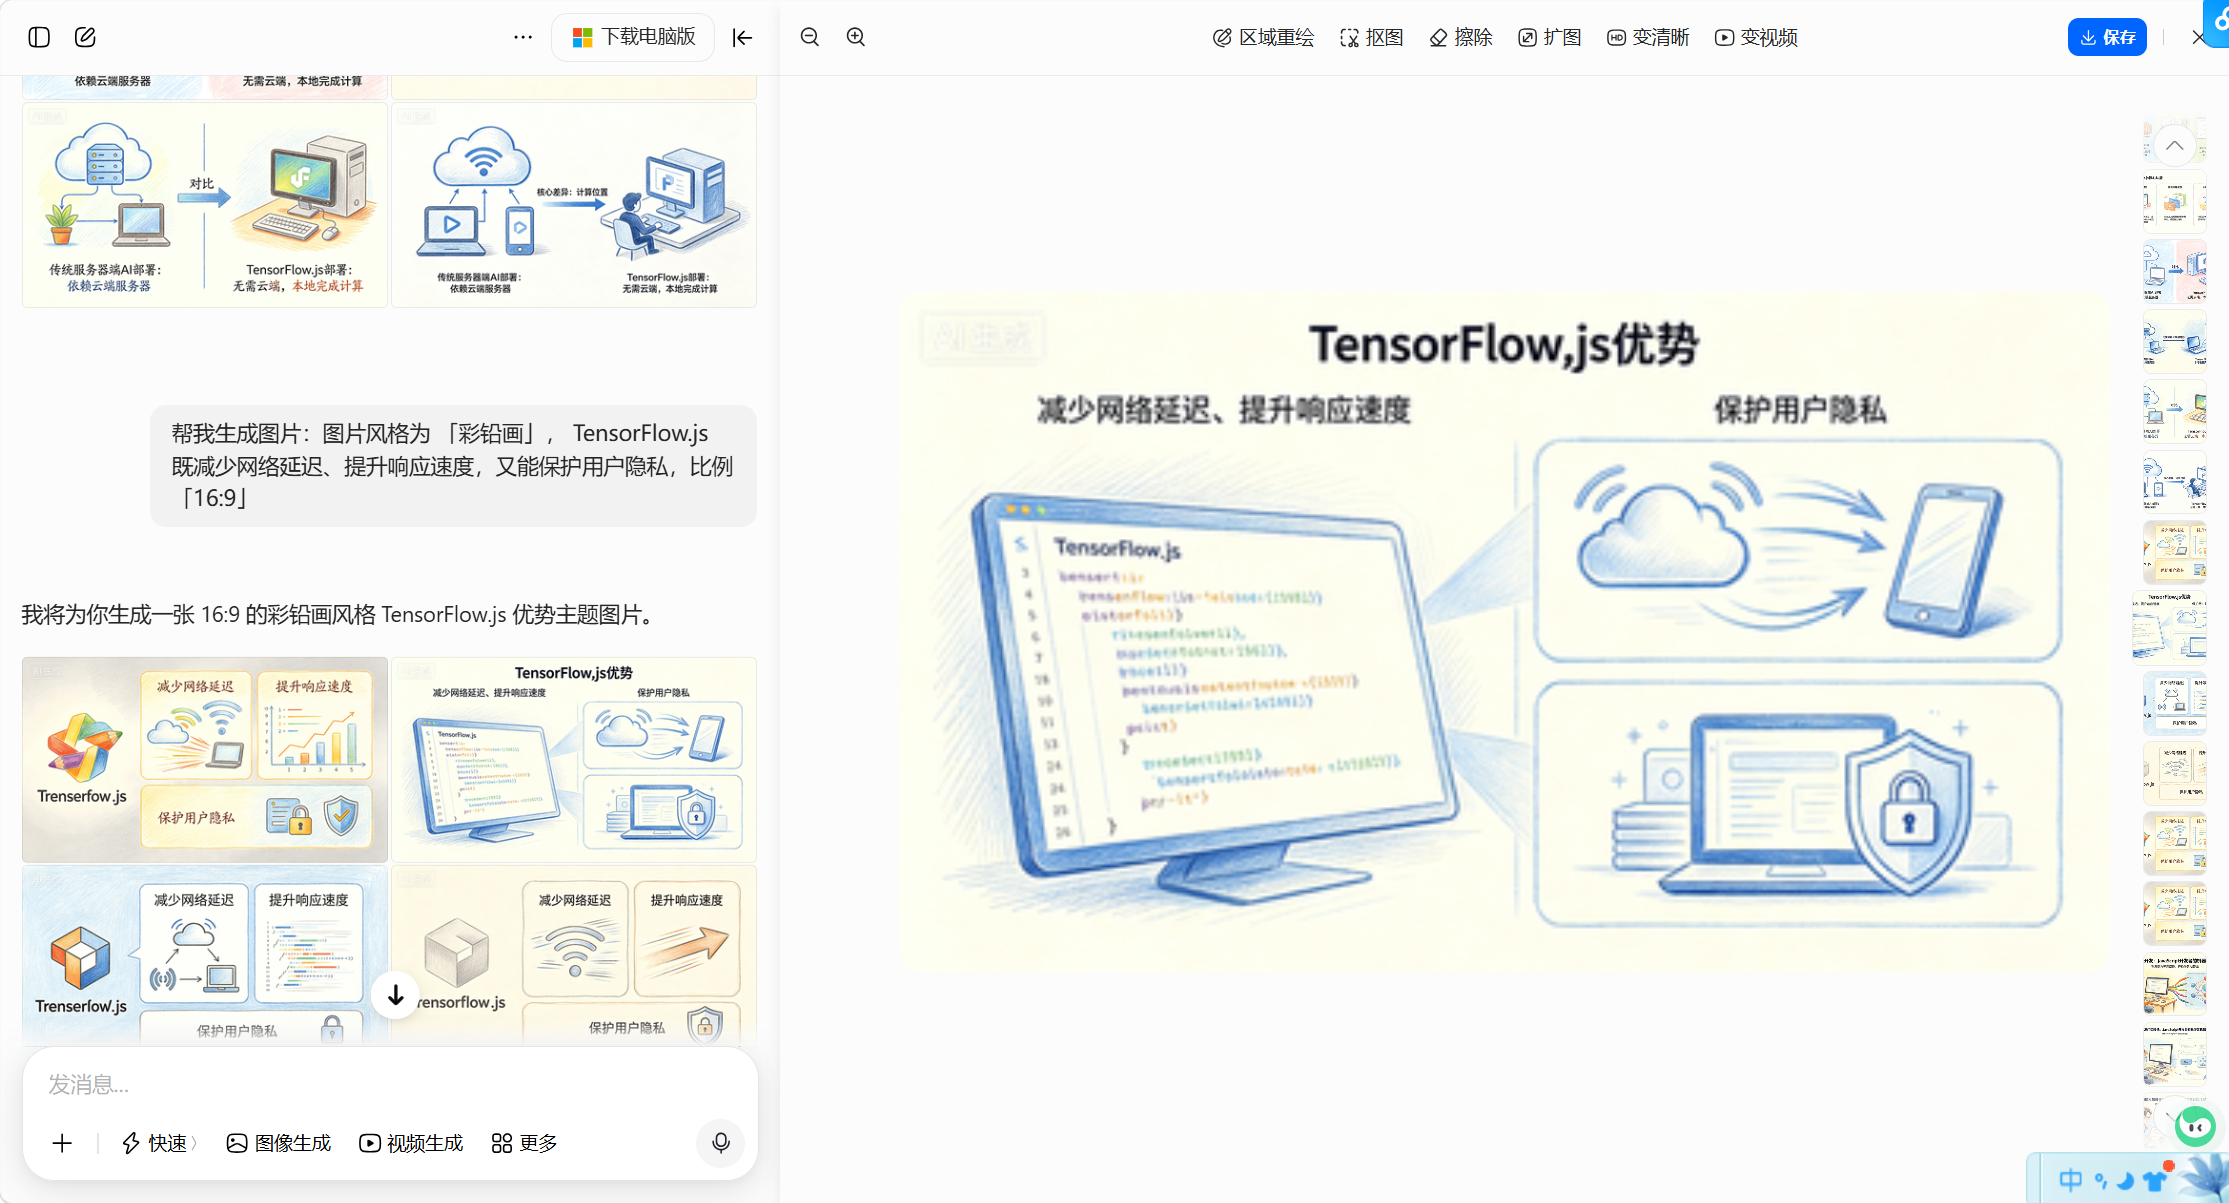 下载电脑版
依赖云端服务器
无需云端，本地完成计算
对比
传统服务器端AI部署：
依赖云端服务器
TensorFlow.js部署：
无需云端，本地完成计算
核心差异：计算位置
传统服务器端AI部署：
依赖云端服务器
TensorFlow.js部署：
无需云端，本地完成计算
帮我生成图片：图片风格为「彩铅画」，TensorFlow.js
既减少网络延迟、提升响应速度，又能保护用户隐私，比例
「16:9」
我将为你生成一张 16:9 的彩铅画风格 TensorFlow.js 优势主题图片。
减少网络延迟
提升响应速度
Trenserfow.js
保护用户隐私
TensorFlow,js优势
减少网络延迟、提升响应速度
保护用户隐私
TensorFlow.js
减少网络延迟
提升响应速度
Trenserfow.js
保护用户隐私
减少网络延迟
提升响应速度
rensorflow.js
保护用户隐私
发消息...
快速
图像生成
视频生成
更多
区域重绘
抠图
擦除
扩图
HD 变清晰
变视频
保存
AI生成
TensorFlow,js优势
减少网络延迟、提升响应速度
保护用户隐私
TensorFlow.js
中